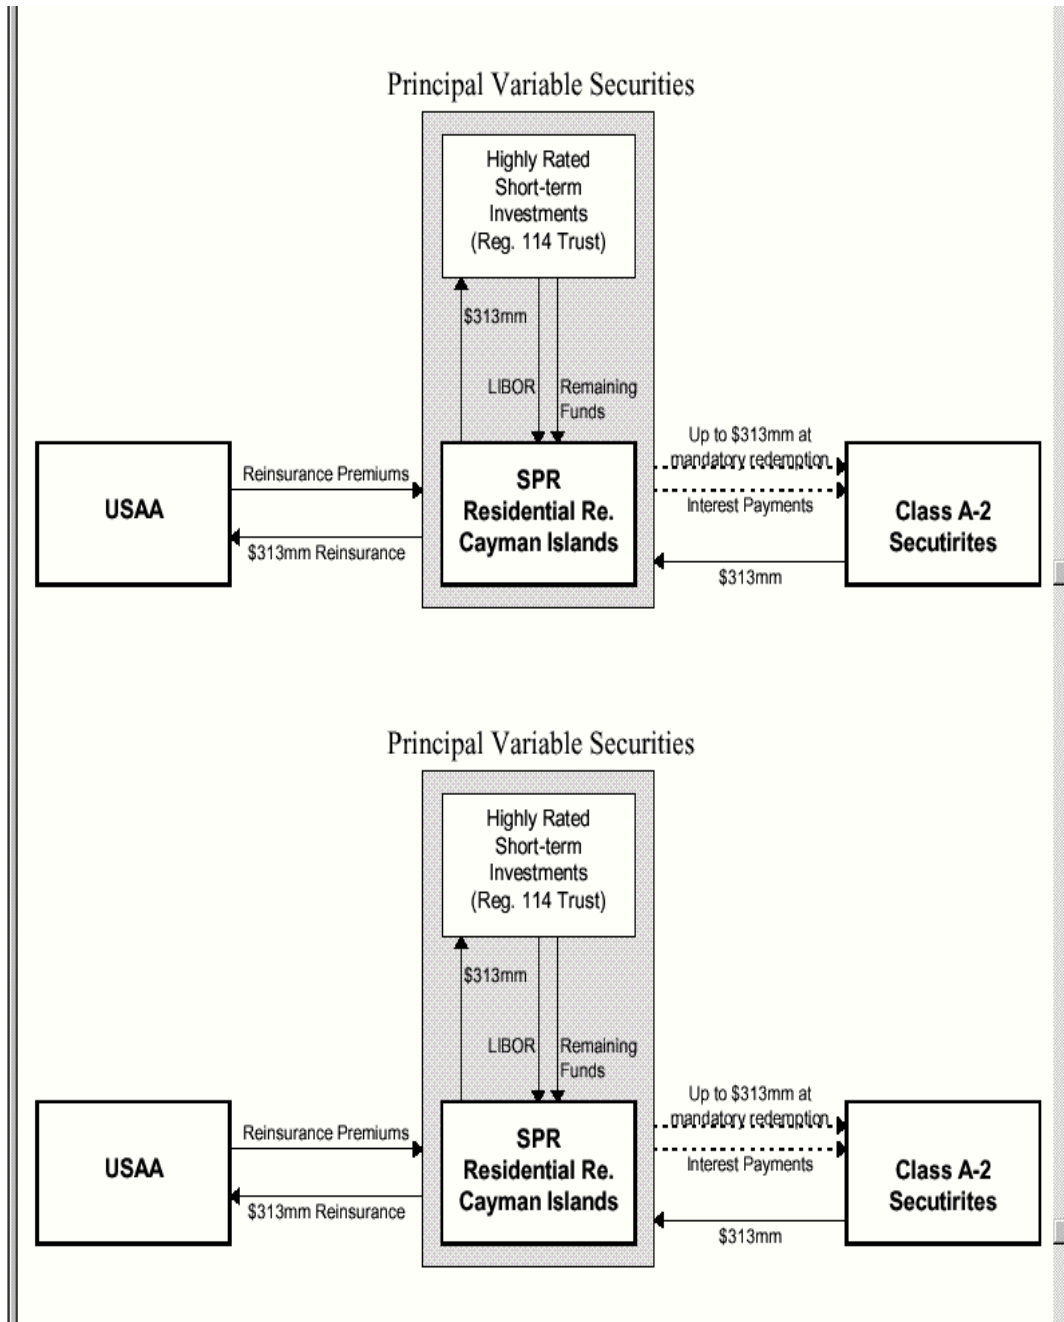 Principal Variable Securities
Highly Rated
Short-term
Investments
(Reg. 114 Trust)
$313mm
LIBOR
Remaining
Funds
USAA
Reinsurance Premiums
$313mm Reinsurance
SPR
Residential Re.
Cayman Islands
Up to $313mm at
mandatory redemption
Interest Payments
$313mm
Class A-2
Secutirites
Principal Variable Securities
Highly Rated
Short-term
Investments
(Reg. 114 Trust)
$313mm
LIBOR
Remaining
Funds
USAA
Reinsurance Premiums
$313mm Reinsurance
SPR
Residential Re.
Cayman Islands
Up to $313mm at
mandatory redemption
Interest Payments
$313mm
Class A-2
Secutirites